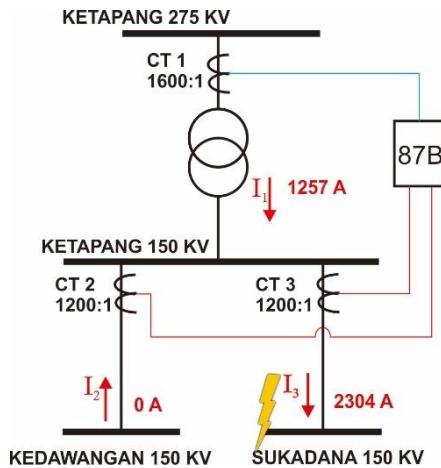 KETAPANG 275 KV
CT 1
1600:1
87B
I1 1257 A
KETAPANG 150 KV
CT 2
1200:1
CT 3
1200:1
I2
0 A
I3
2304 A
KEDAWANGAN 150 KV
SUKADANA 150 KV